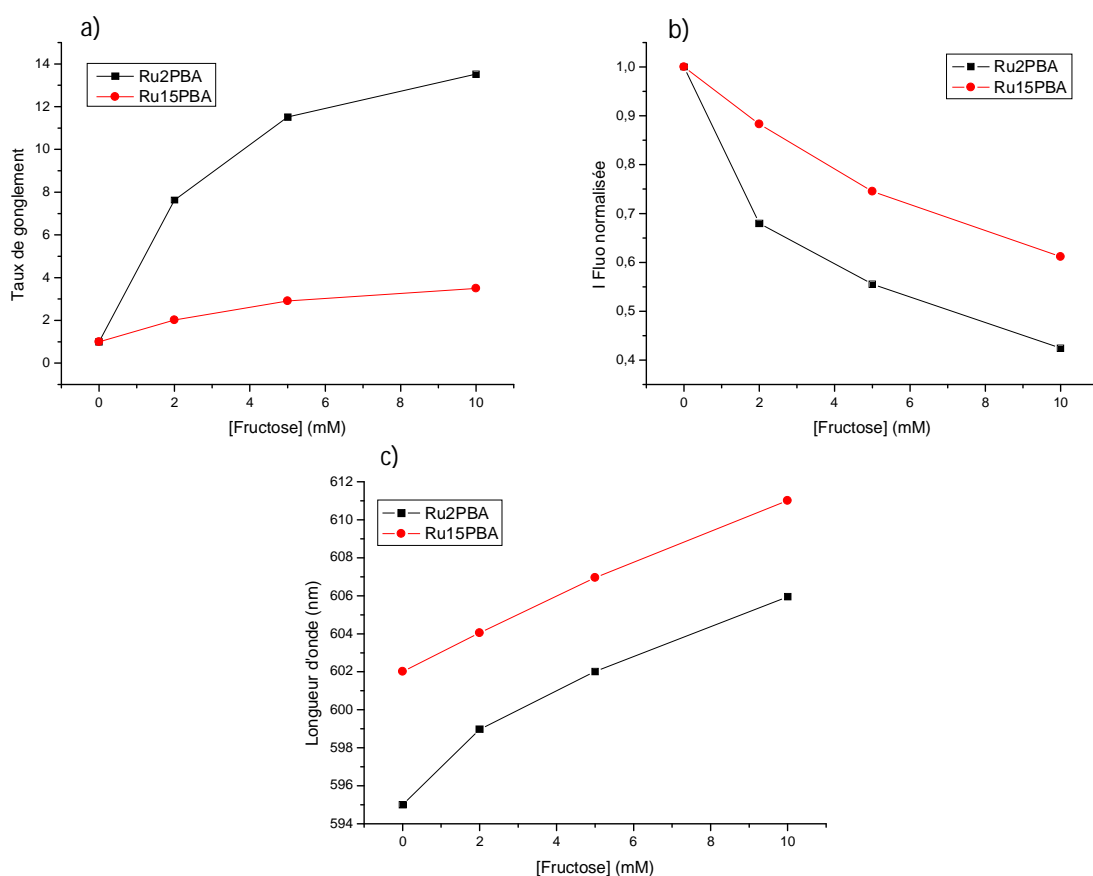 a)
Ru2PBA
Ru15PBA
14
12
10
8
6
4
2
0
Taux de gonglement
0 2 4 6 8 10
[Fructose] (mM)
b)
Ru2PBA
Ru15PBA
1,0
0,9
0,8
0,7
0,6
0,5
0,4
I Fluo normalisée
0 2 4 6 8 10
[Fructose] (mM)
c)
Ru2PBA
Ru15PBA
612
610
608
606
604
602
600
598
596
594
Longueur d'onde (nm)
0 2 4 6 8 10
[Fructose] (mM)